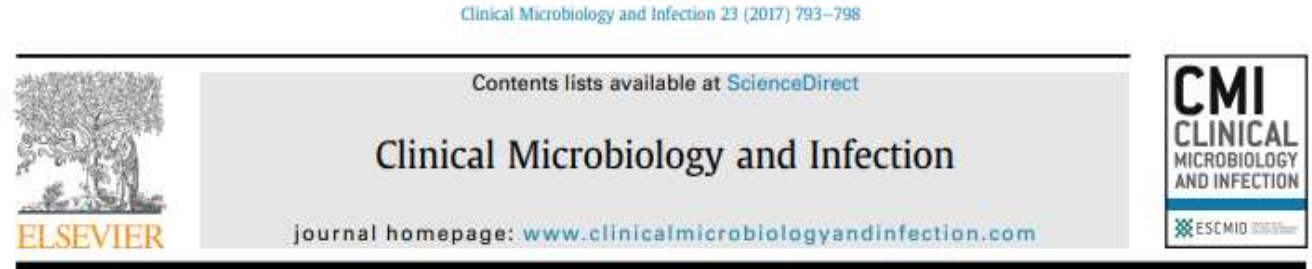 Clinical Microbiology and Infection 23 (2017) 793–798
Contents lists available at ScienceDirect
Clinical Microbiology and Infection
journal homepage: www.clinicalmicrobiologyandinfection.com
ELSEVIER
CMI
CLINICAL
MICROBIOLOGY
AND INFECTION
ESCMID